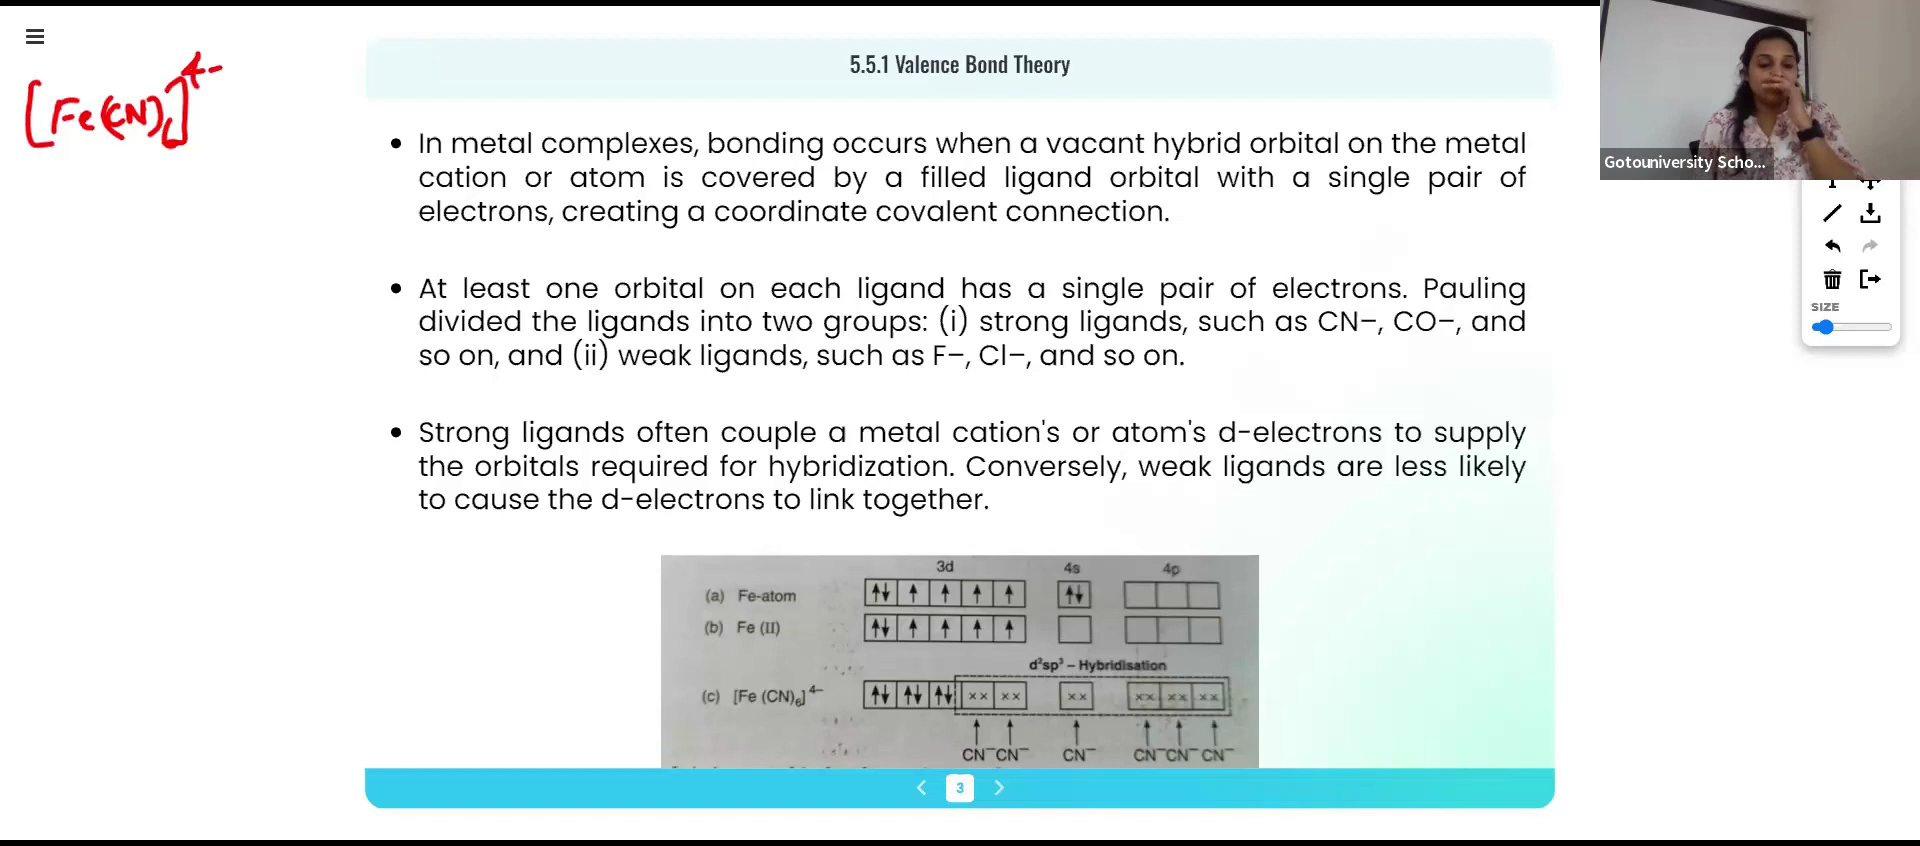 5.5.1 Valence Bond Theory
[Fe(CN)6]4-
Gotouniversity Scho...
• In metal complexes, bonding occurs when a vacant hybrid orbital on the metal
cation or atom is covered by a filled ligand orbital with a single pair of
electrons, creating a coordinate covalent connection.
• At least one orbital on each ligand has a single pair of electrons. Pauling
divided the ligands into two groups: (i) strong ligands, such as CN–, CO–, and
so on, and (ii) weak ligands, such as F–, Cl–, and so on.
SIZE
• Strong ligands often couple a metal cation's or atom's d-electrons to supply
the orbitals required for hybridization. Conversely, weak ligands are less likely
to cause the d-electrons to link together.
3d 4s 4p
(a) Fe-atom
(b) Fe (II)
d²sp³ – Hybridisation
(c) [Fe (CN)₆]⁴⁻ ×× ×× ×× ×× ×× ××
CN⁻ CN⁻ CN⁻ CN⁻ CN⁻ CN⁻
3